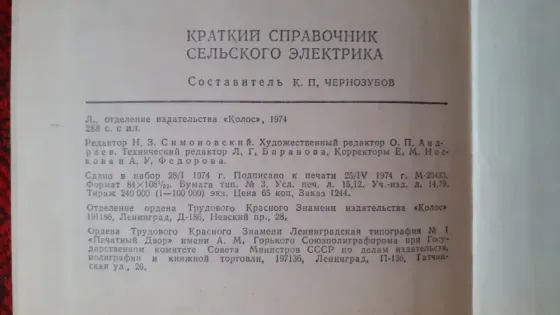 КРАТКИЙ СПРАВОЧНИК
СЕЛЬСКОГО ЭЛЕКТРИКА
Составитель К. П. ЧЕРНОЗУБОВ
Л., отделение издательства «Колос», 1974
288 с. с ил.
Редактор Н. З. Симоновский. Художественный редактор О. П. Анд-
реев. Технический редактор Л. Г. Баранова. Корректоры Е. М. Нос-
кова и А. У. Федорова.
Сдано в набор 28/I 1974 г. Подписано к печати 25/IV 1974 г. М-20433.
Формат 84×108¹/₃₂. Бумага тип. № 3. Усл. печ. л. 15,12. Уч.-изд. л. 14,79.
Тираж 240 000 (1—100 000) экз. Цена 65 коп. Заказ 1244.
Отделение ордена Трудового Красного Знамени издательства «Колос»
191186, Ленинград, Д-186, Невский пр., 28.
Ордена Трудового Красного Знамени Ленинградская типография № 1
«Печатный Двор» имени А. М. Горького Союзполиграфпрома при Госу-
дарственном комитете Совета Министров СССР по делам издательств,
полиграфии и книжной торговли, 197136, Ленинград, П-136, Гатчин-
ская ул., 26.